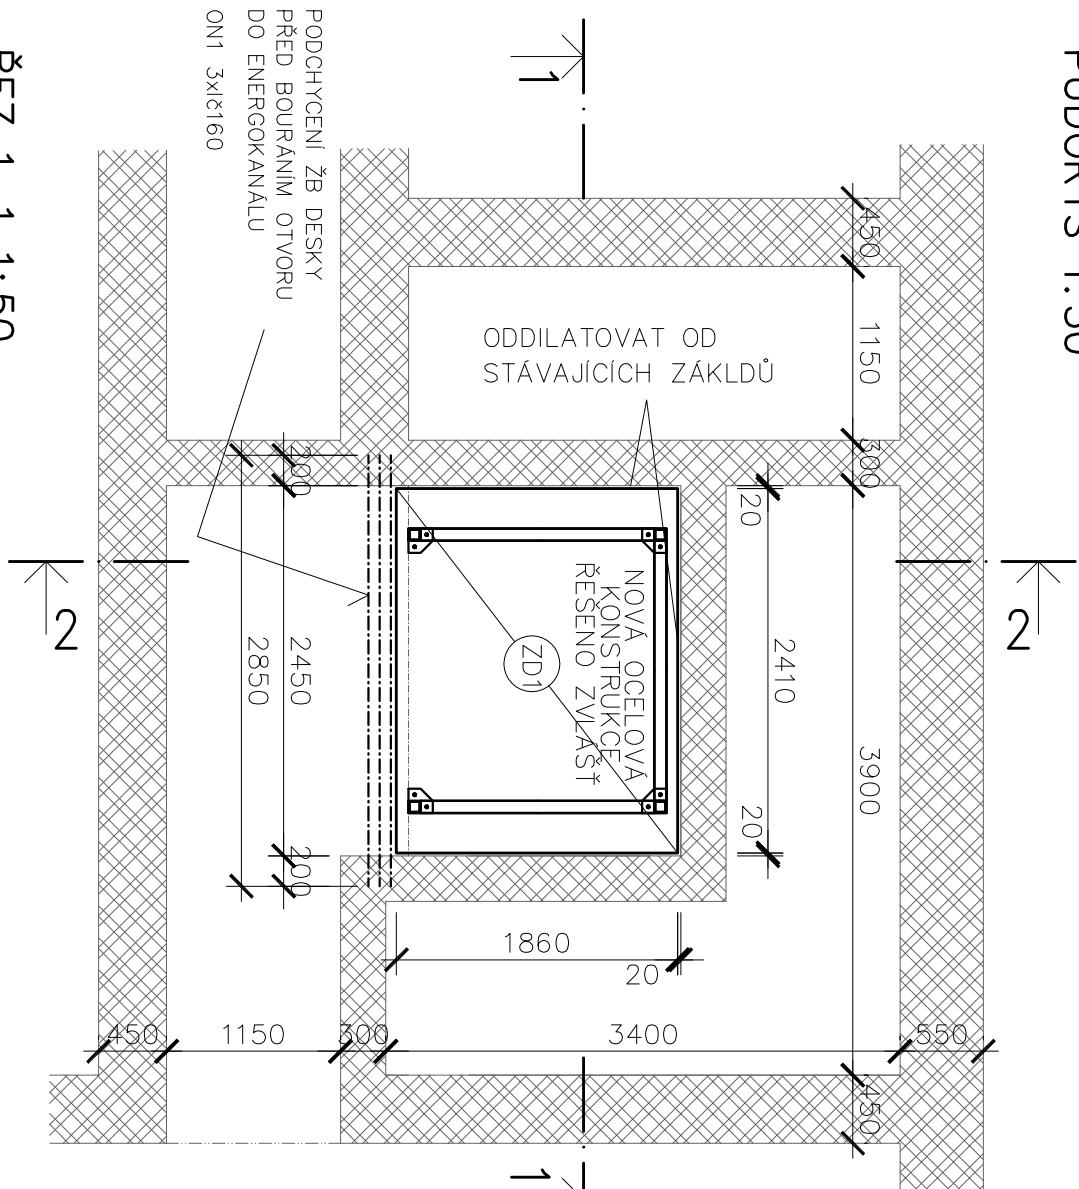 PŮDORYS 1:50
PODCHYCENÍ ŽB DESKY
PŘED BOURÁNÍM OTVORU
DO ENERGOKANÁLU
ON1 3xIč160
ODDILATOVAT OD
STÁVAJÍCÍCH ZÁKLDŮ
NOVÁ OCELOVÁ
KONSTRUKCE
ŘEŠENO ZVLÁŠŤ
ZD1
1
1
2
2
450
1150
300
3900
450
20
2410
20
200
2450
200
2850
1860
20
450
1150
300
3400
550
ŘEZ 1-1 1:50